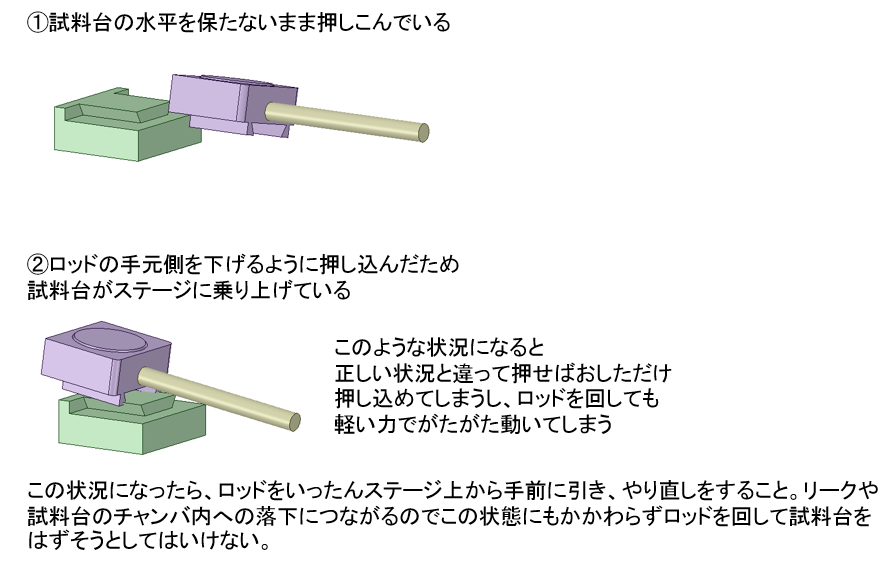 ①試料台の水平を保たないまま押しこんでいる
②ロッドの手元側を下げるように押し込んだため
試料台がステージに乗り上げている
このような状況になると
正しい状況と違って押せばおしただけ
押し込めてしまうし、ロッドを回しても
軽い力でがたがた動いてしまう
この状況になったら、ロッドをいったんステージ上から手前に引き、やり直しをすること。リークや
試料台のチャンバ内への落下につながるのでこの状態にもかかわらずロッドを回して試料台を
はずそうとしてはいけない。